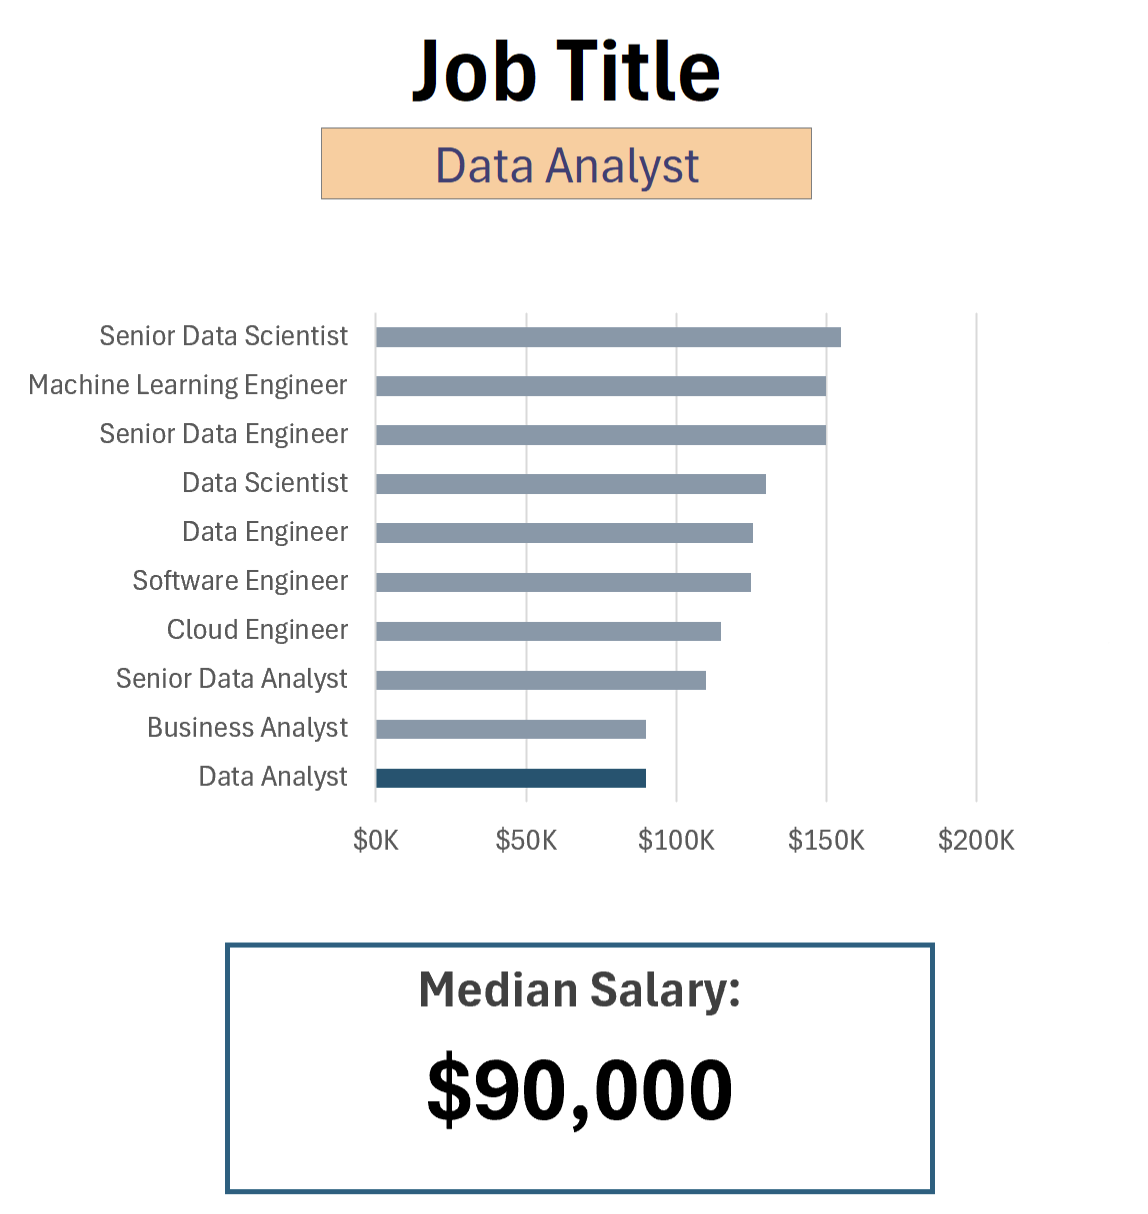 Job Title
Data Analyst
Senior Data Scientist
Machine Learning Engineer
Senior Data Engineer
Data Scientist
Data Engineer
Software Engineer
Cloud Engineer
Senior Data Analyst
Business Analyst
Data Analyst
$0K $50K $100K $150K $200K
Median Salary:
$90,000